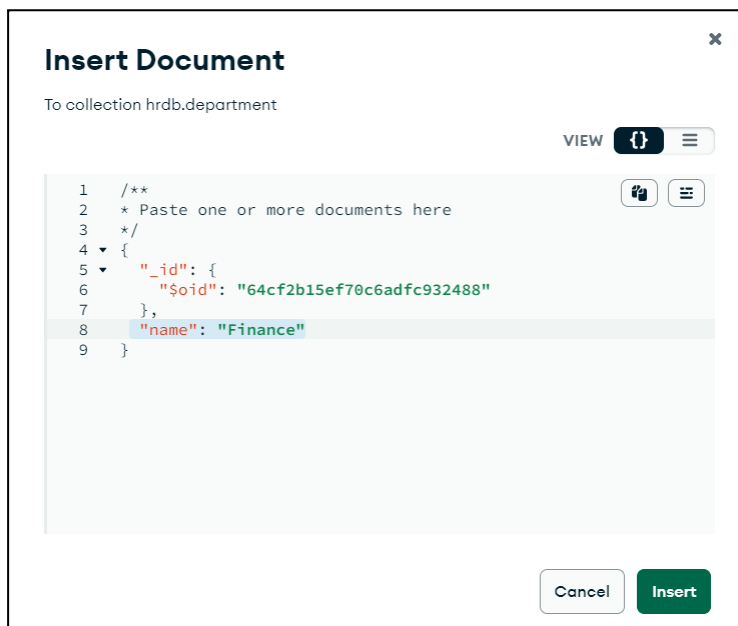 Insert Document
To collection hrdb.department
VIEW {}
1 /**
2 * Paste one or more documents here
3 */
4 {
5 "_id": {
6 "$oid": "64cf2b15ef70c6adfc932488"
7 },
8 "name": "Finance"
9 }
Cancel Insert